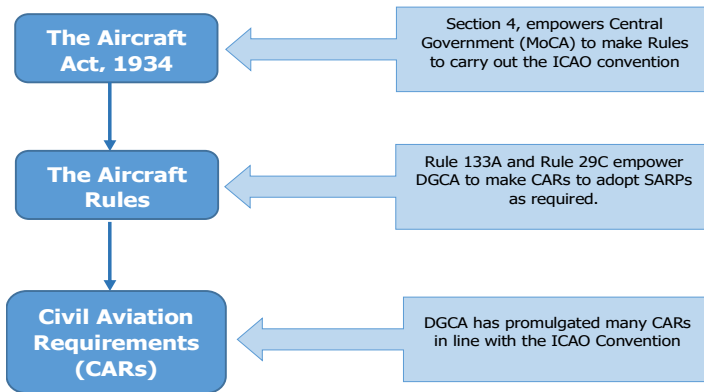 The Aircraft
Act, 1934
Section 4, empowers Central
Government (MoCA) to make Rules
to carry out the ICAO convention
The Aircraft
Rules
Rule 133A and Rule 29C empower
DGCA to make CARs to adopt SARPs
as required.
Civil Aviation
Requirements
(CARs)
DGCA has promulgated many CARs
in line with the ICAO Convention